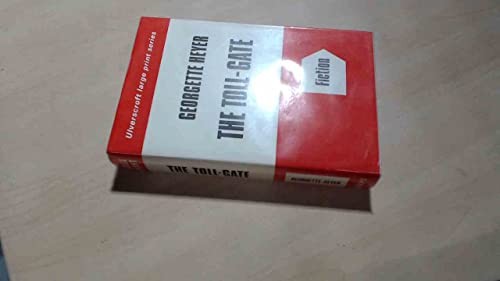 Ulverscroft large print series
GEORGETTE HEYER
THE TOLL-GATE
Fiction
THE TOLL-GATE
GEORGETTE HEYER